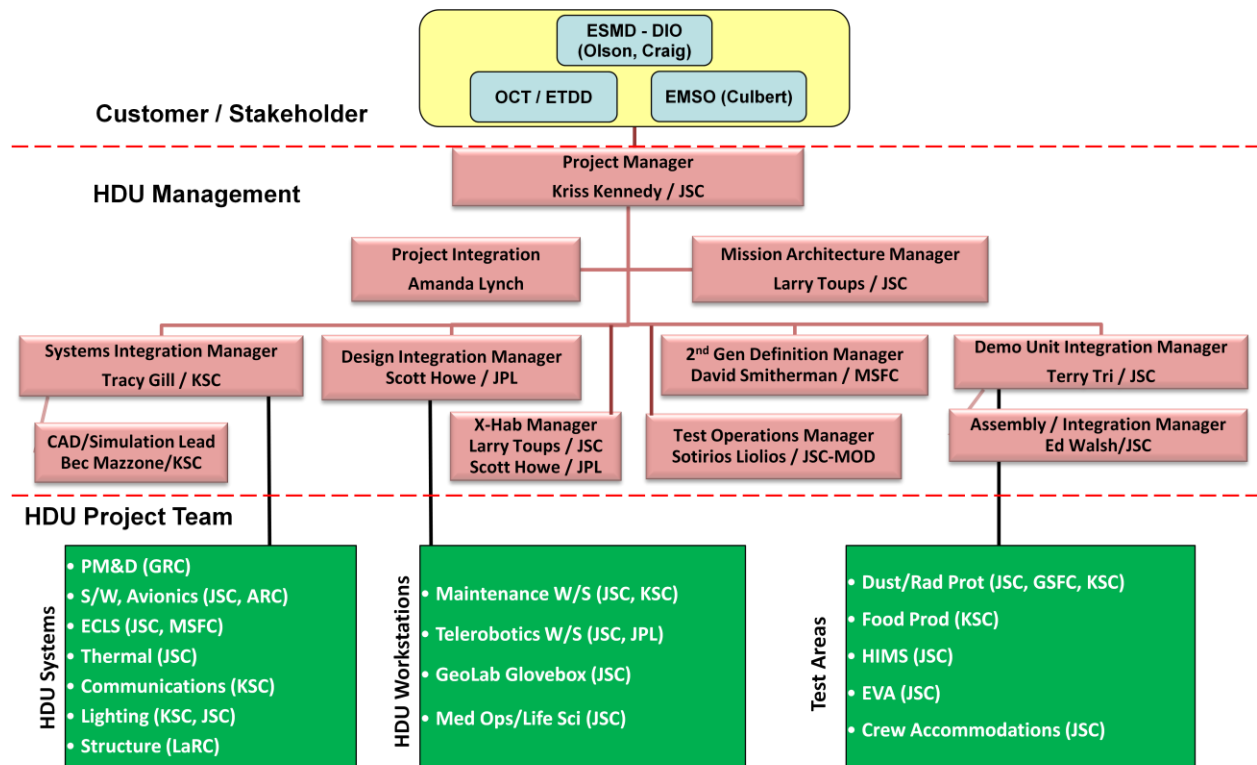 ESMD - DIO
(Olson, Craig)
OCT / ETDD
EMSO (Culbert)
Customer / Stakeholder
Project Manager
Kriss Kennedy / JSC
HDU Management
Project Integration
Amanda Lynch
Mission Architecture Manager
Larry Toups / JSC
Systems Integration Manager
Tracy Gill / KSC
Design Integration Manager
Scott Howe / JPL
2nd Gen Definition Manager
David Smitherman / MSFC
Demo Unit Integration Manager
Terry Tri / JSC
CAD/Simulation Lead
Bec Mazzone/KSC
X-Hab Manager
Larry Toups / JSC
Scott Howe / JPL
Test Operations Manager
Sotirios Liolios / JSC-MOD
Assembly / Integration Manager
Ed Walsh/JSC
HDU Project Team
HDU Systems
• PM&D (GRC)
• S/W, Avionics (JSC, ARC)
• ECLS (JSC, MSFC)
• Thermal (JSC)
• Communications (KSC)
• Lighting (KSC, JSC)
• Structure (LaRC)
HDU Workstations
• Maintenance W/S (JSC, KSC)
• Telerobotics W/S (JSC, JPL)
• GeoLab Glovebox (JSC)
• Med Ops/Life Sci (JSC)
Test Areas
• Dust/Rad Prot (JSC, GSFC, KSC)
• Food Prod (KSC)
• HIMS (JSC)
• EVA (JSC)
• Crew Accommodations (JSC)